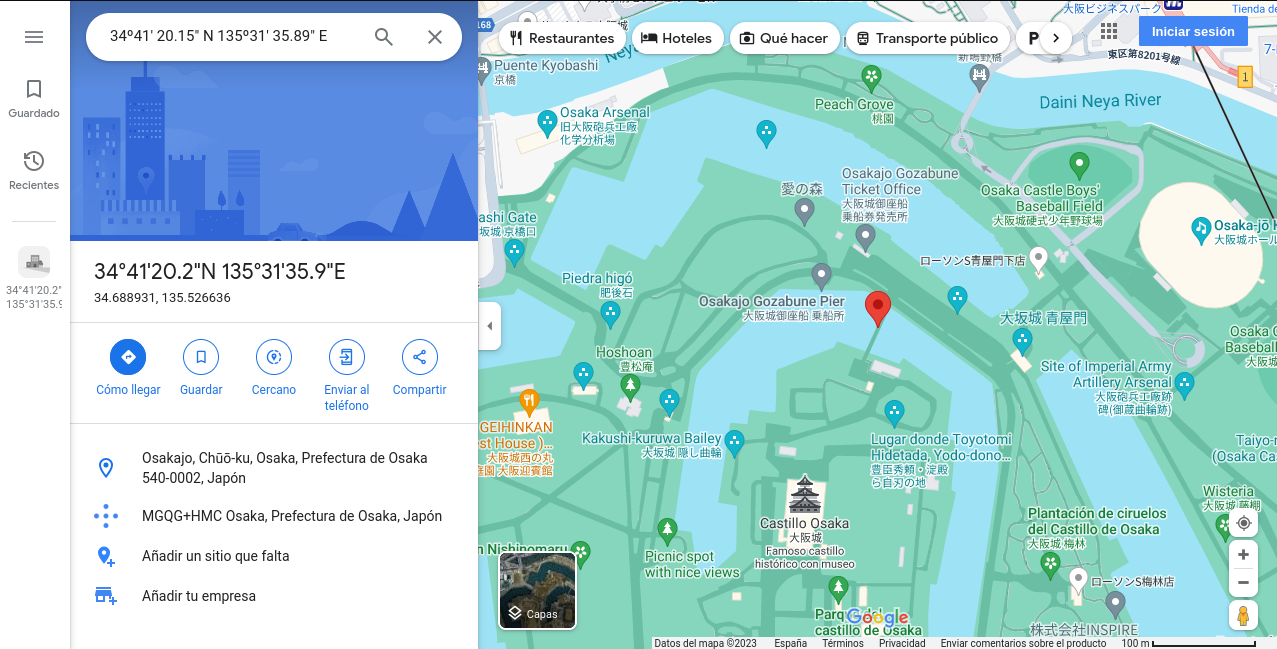 34º41' 20.15" N 135º31' 35.89" E
Guardado
Recientes
34°41'20.2"
135°31'35.9
34°41'20.2"N 135°31'35.9"E
34.688931, 135.526636
Cómo llegar
Guardar
Cercano
Enviar al
teléfono
Compartir
Osakajo, Chūō-ku, Osaka, Prefectura de Osaka
540-0002, Japón
MGQG+HMC Osaka, Prefectura de Osaka, Japón
Añadir un sitio que falta
Añadir tu empresa
168
Restaurantes
Hoteles
Qué hacer
Transporte público
P
大阪ビジネスパーク
Tienda de
Iniciar sesión
東区第8201号線
1
7-
Puente Kyobashi
京橋
Neya
新鴫野橋
Daini Neya River
Peach Grove
桃園
Osaka Arsenal
旧大阪砲兵工廠
化学分析場
愛の森
Osakajo Gozabune
Ticket Office
大阪城御座船
乗船券発売所
Osaka Castle Boys'
Baseball Field
大阪城硬式少年野球場
Osaka-jō H
大阪城ホール
ashi Gate
坂城 京橋口
ローソンS青屋門下店
Piedra higó
肥後石
Osakajo Gozabune Pier
大阪城御座船 乗船所
大坂城 青屋門
Hoshoan
豊松庵
Site of Imperial Army
Artillery Arsenal
大阪砲兵工廠跡
碑(御蔵曲輪跡)
Osaka C
Baseball
大阪城
GEIHINKAN
st House )...
大阪城西の丸
庭園 大阪迎賓館
Kakushi-kuruwa Bailey
大坂城 隠し曲輪
Lugar donde Toyotomi
Hidetada, Yodo-dono...
豊臣秀頼・淀殿
ら自刃の地
Taiyo-n
(Osaka Cas
Castillo Osaka
大阪城
Famoso castillo
histórico con museo
Wisteria
大阪城 藤棚
Plantación de ciruelos
del Castillo de Osaka
大阪城 梅林
n Nishinomaru
Picnic spot
with nice views
ローソンS梅林店
Parq
castillo de Osaka
Google
株式会社INSPIRE
Capas
Datos del mapa ©2023
España
Términos
Privacidad
Enviar comentarios sobre el producto
100 m